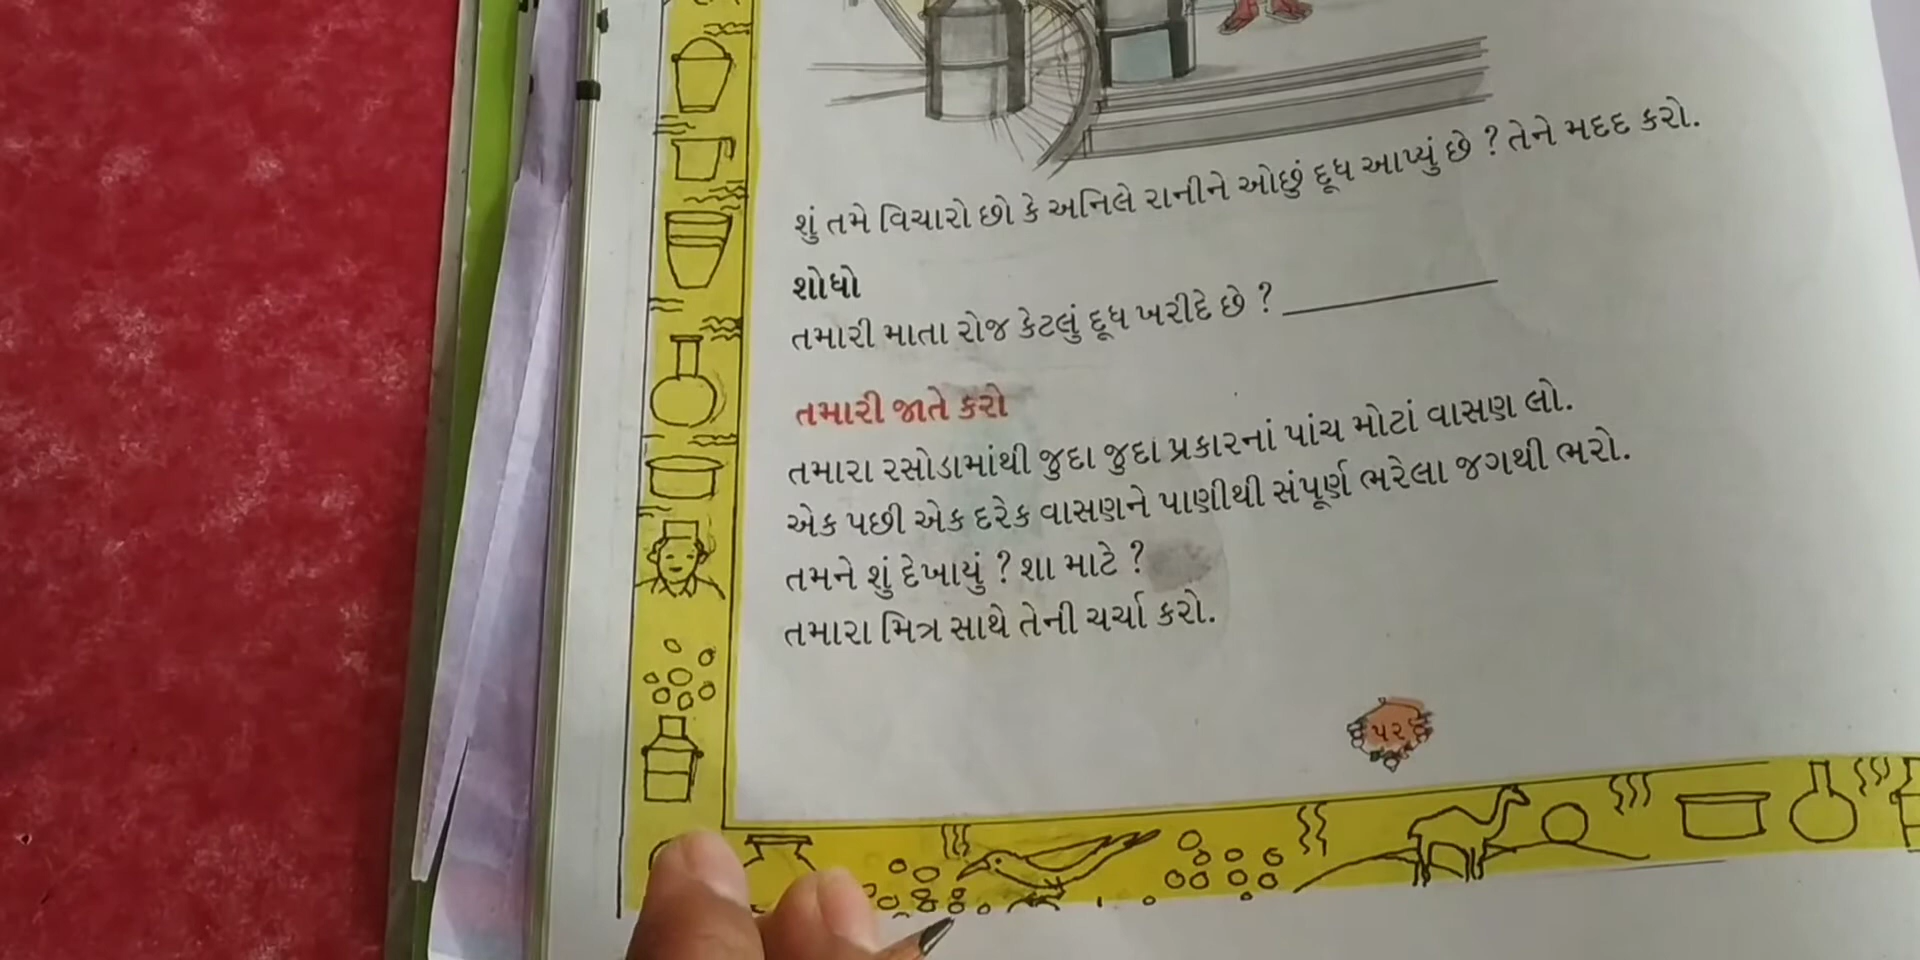 શું તમે વિચારો છો કે અનિલે રાનીને ઓછું દૂધ આપ્યું છે ? તેને મદદ કરો.
શોધો
તમારી માતા રોજ કેટલું દૂધ ખરીદે છે ?
તમારી જાતે કરો
તમારા રસોડામાંથી જુદા જુદા પ્રકારનાં પાંચ મોટાં વાસણ લો.
એક પછી એક દરેક વાસણને પાણીથી સંપૂર્ણ ભરેલા જગથી ભરો.
તમને શું દેખાયું ? શા માટે ?
તમારા મિત્ર સાથે તેની ચર્ચા કરો.
૫૨